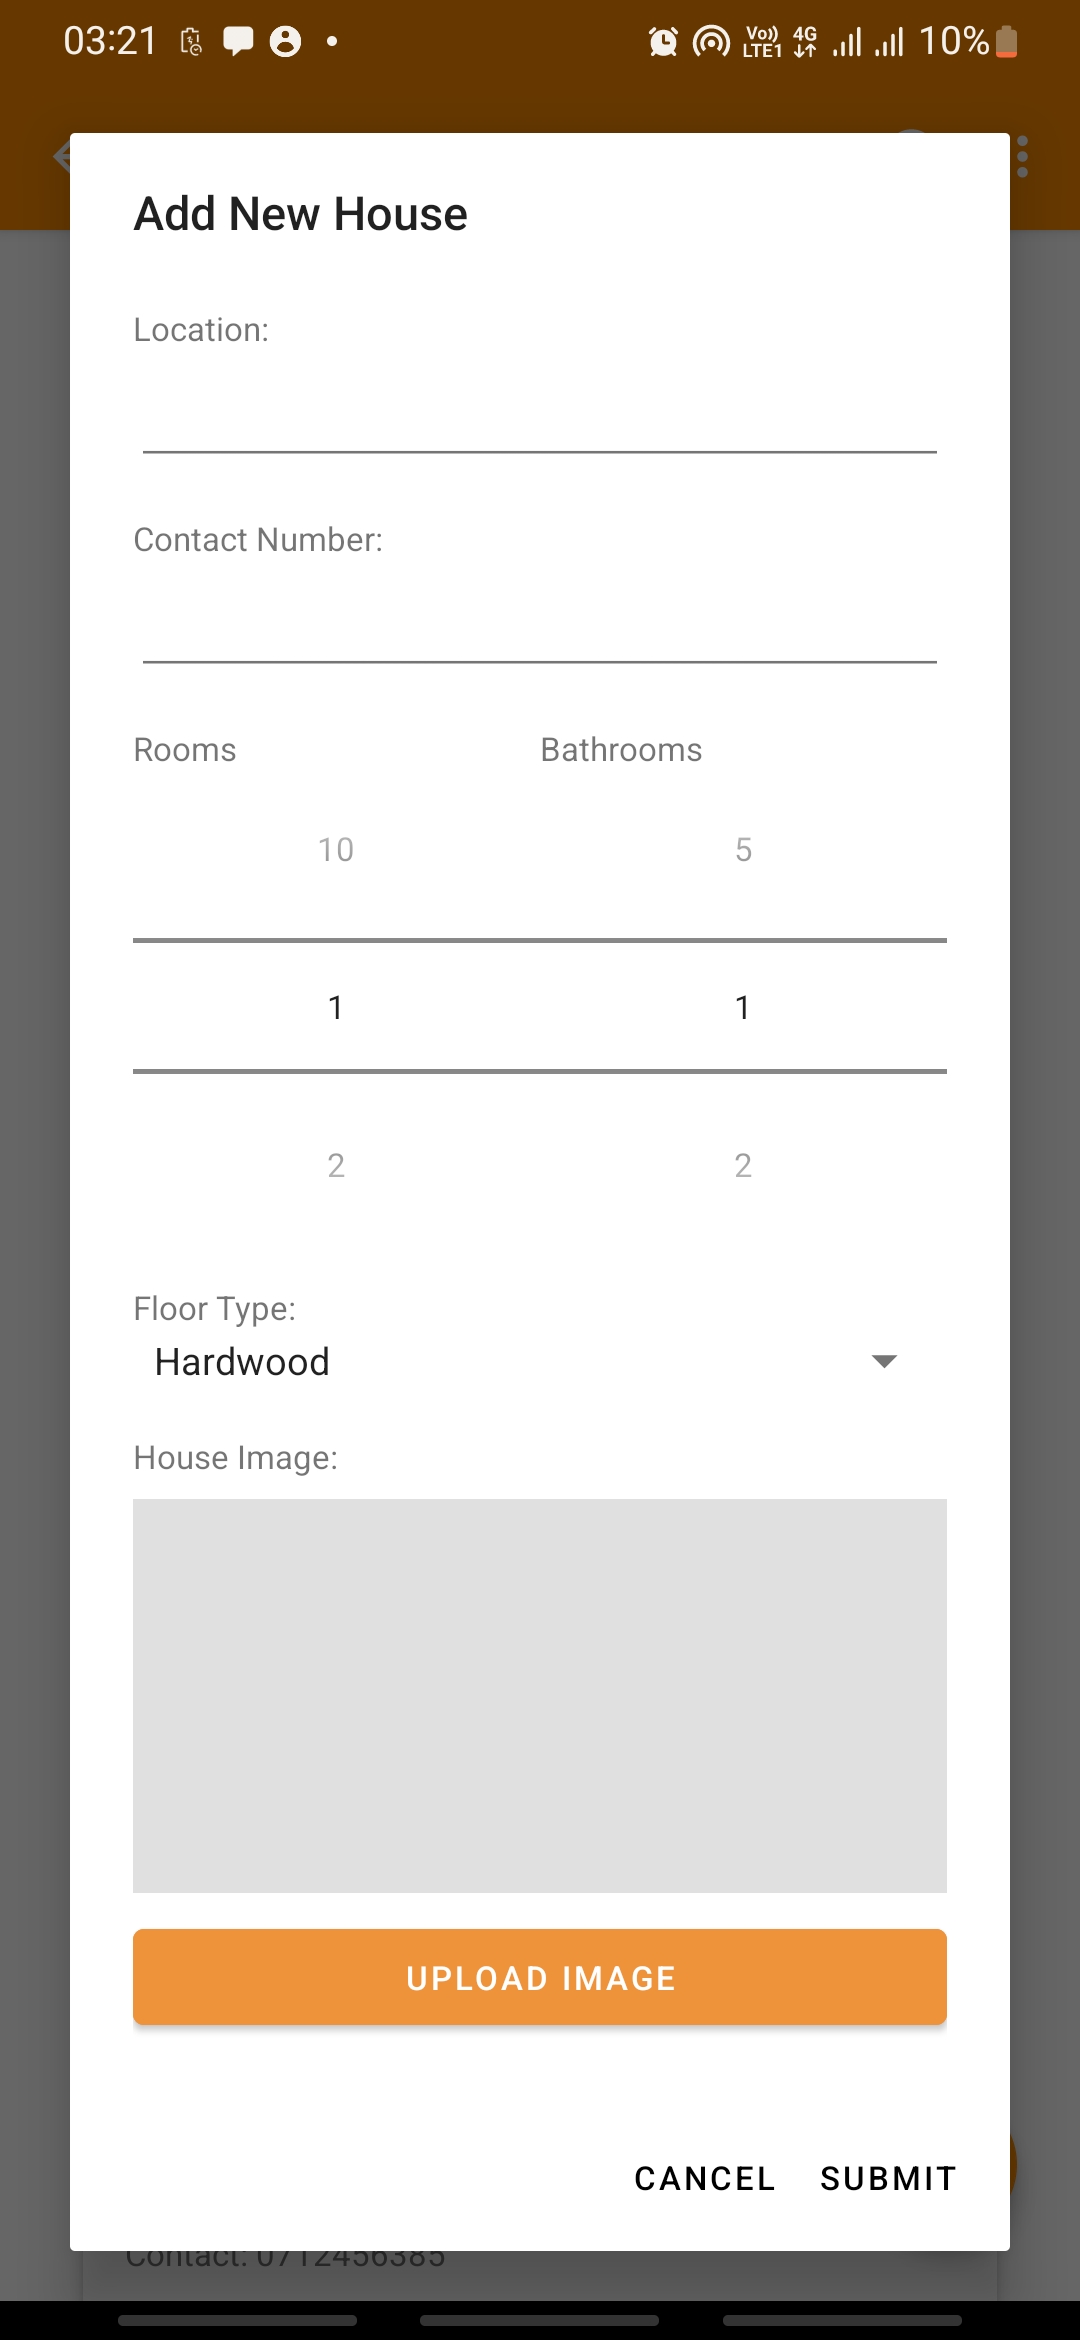 03:21 Vo)) LTE1 4G 10%
Add New House
Location:
Contact Number:
Rooms Bathrooms
10 5
1 1
2 2
Floor Type:
Hardwood
House Image:
UPLOAD IMAGE
CANCEL SUBMIT
Contact: 0712456385